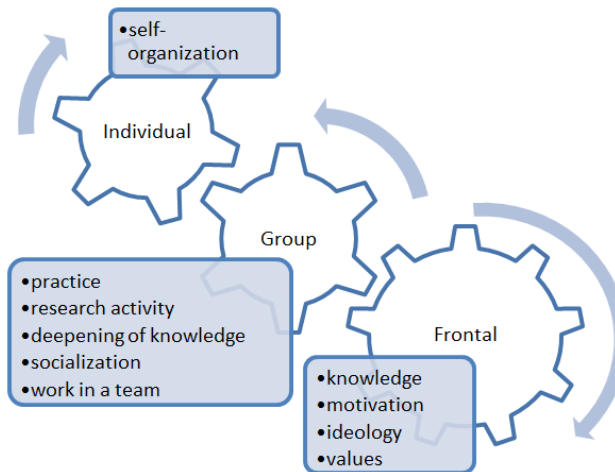 •self-
organization
Individual
Group
•practice
•research activity
•deepening of knowledge
•socialization
•work in a team
Frontal
•knowledge
•motivation
•ideology
•values